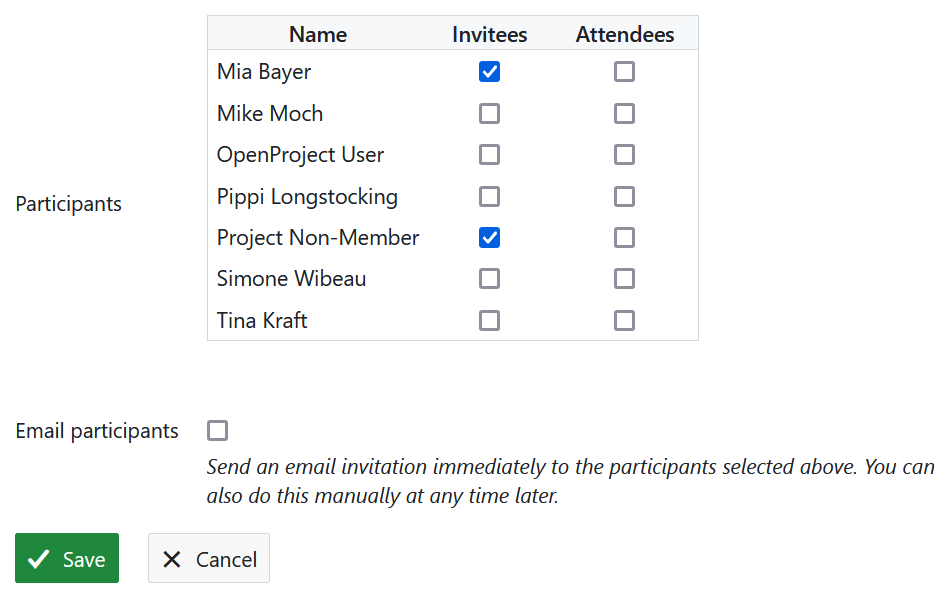 Name Invitees Attendees
Mia Bayer
Mike Moch
OpenProject User
Pippi Longstocking
Participants
Project Non-Member
Simone Wibeau
Tina Kraft
Email participants
Send an email invitation immediately to the participants selected above. You can
also do this manually at any time later.
Save Cancel